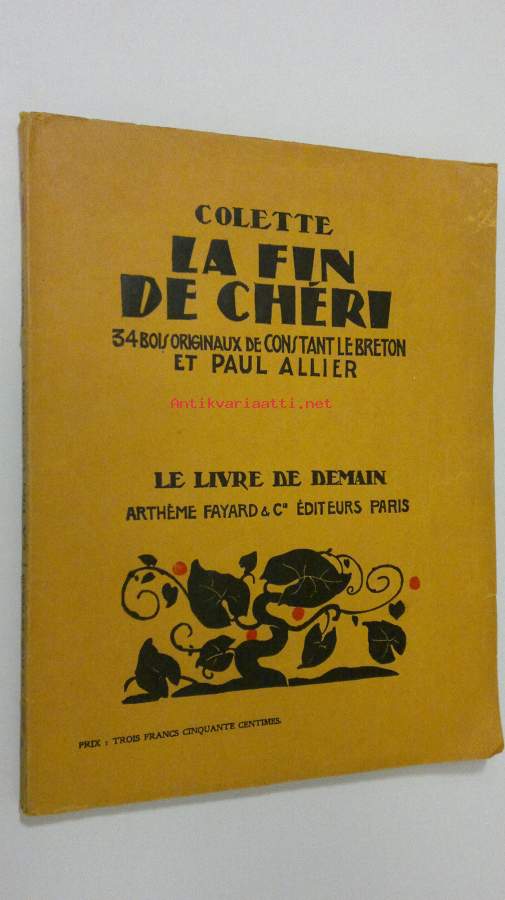 COLETTE
LA FIN
DE CHÉRI
34 BOIS ORIGINAUX DE CONSTANT LE BRETON
ET PAUL ALLIER
Antikvariaatti.net
LE LIVRE DE DEMAIN
ARTHÈME FAYARD & Cie ÉDITEURS PARIS
PRIX : TROIS FRANCS CINQUANTE CENTIMES.